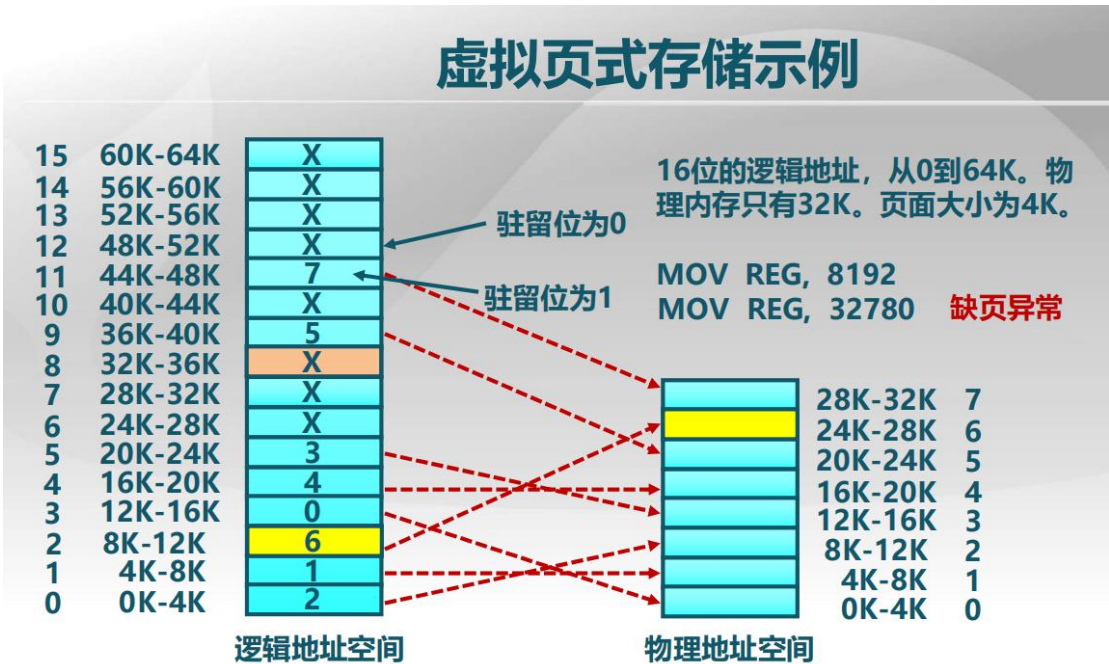 虚拟页式存储示例
15 60K-64K X
14 56K-60K X
13 52K-56K X
12 48K-52K X
11 44K-48K 7
10 40K-44K X
9 36K-40K 5
8 32K-36K X
7 28K-32K X
6 24K-28K X
5 20K-24K 3
4 16K-20K 4
3 12K-16K 0
2 8K-12K 6
1 4K-8K 1
0 0K-4K 2
逻辑地址空间
驻留位为0
驻留位为1
16位的逻辑地址，从0到64K。物
理内存只有32K。页面大小为4K。
MOV REG, 8192
MOV REG, 32780 缺页异常
28K-32K 7
24K-28K 6
20K-24K 5
16K-20K 4
12K-16K 3
8K-12K 2
4K-8K 1
0K-4K 0
物理地址空间